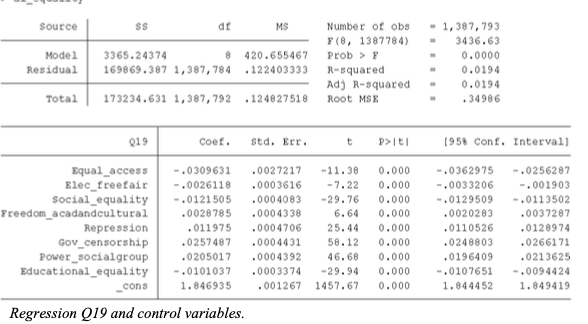 Source SS df MS Number of obs = 1,387,793
F(8, 1387784) = 3436.63
Model 3365.24374 8 420.655467 Prob > F = 0.0000
Residual 169869.387 1,387,784 .122403333 R-squared = 0.0194
Adj R-squared = 0.0194
Total 173234.631 1,387,792 .124827518 Root MSE = .34986
Q19 Coef. Std. Err. t P>|t| [95% Conf. Interval]
Equal_access -.0309631 .0027217 -11.38 0.000 -.0362975 -.0256287
Elec_freefair -.0026118 .0003616 -7.22 0.000 -.0033206 -.001903
Social_equality -.0121505 .0004083 -29.76 0.000 -.0129509 -.0113502
Freedom_acadandcultural .0028785 .0004338 6.64 0.000 .0020283 .0037287
Repression .011975 .0004706 25.44 0.000 .0110526 .0128974
Gov_censorship .0257487 .0004431 58.12 0.000 .0248803 .0266171
Power_socialgroup .0205017 .0004392 46.68 0.000 .0196409 .0213625
Educational_equality -.0101037 .0003374 -29.94 0.000 -.0107651 -.0094424
_cons 1.846935 .001267 1457.67 0.000 1.844452 1.849419
Regression Q19 and control variables.